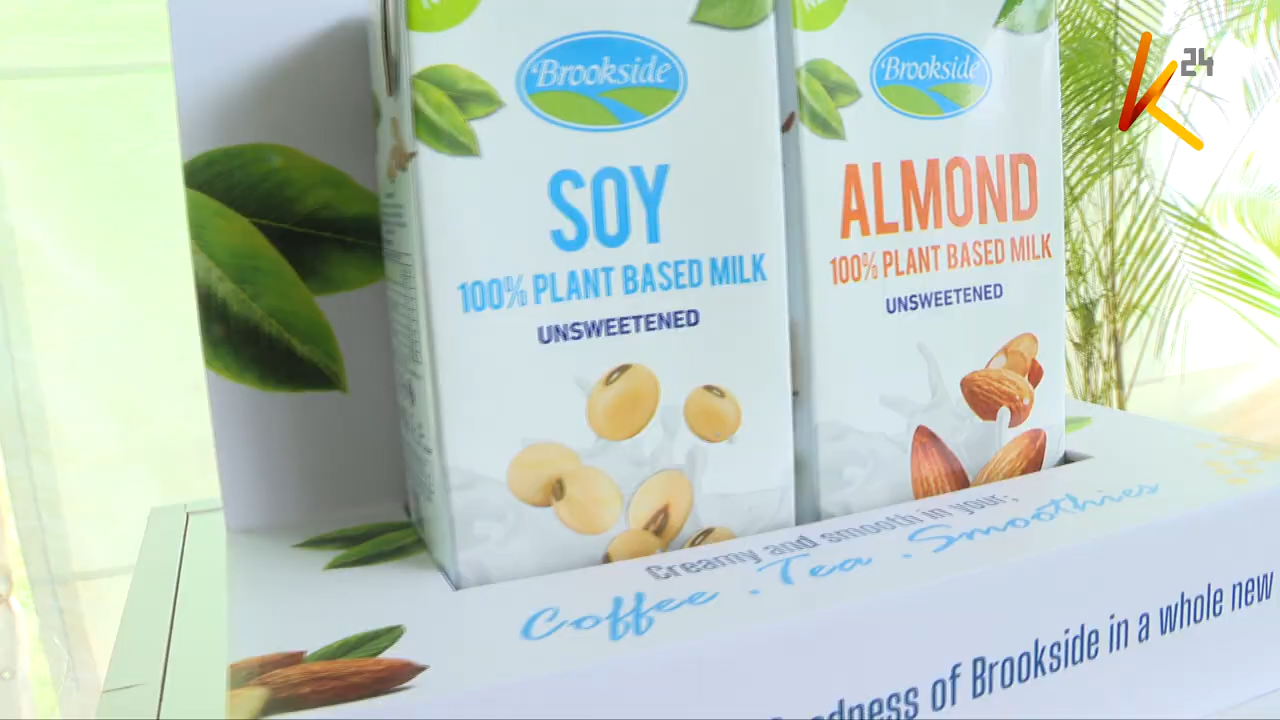 Brookside
SOY
100% PLANT BASED MILK
UNSWEETENED
Brookside
ALMOND
100% PLANT BASED MILK
UNSWEETENED
24
Creamy and smooth in your;
Coffee . Tea . Smoothies
of Brookside in a whole new